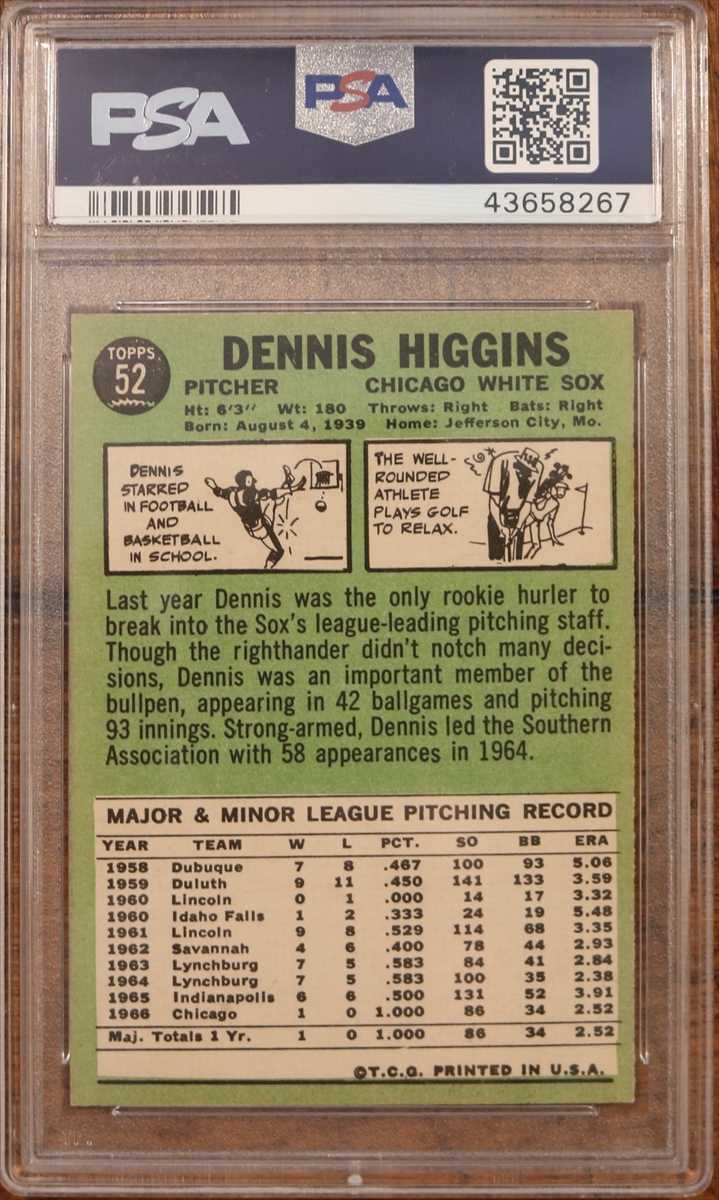 PSA
PSA
43658267
TOPPS
52
DENNIS HIGGINS
PITCHER CHICAGO WHITE SOX
Ht: 6'3" Wt: 180 Throws: Right Bats: Right
Born: August 4, 1939 Home: Jefferson City, Mo.
DENNIS
STARRED
IN FOOTBALL
AND
BASKETBALL
IN SCHOOL.
THE WELL-
ROUNDED
ATHLETE
PLAYS GOLF
TO RELAX.
Last year Dennis was the only rookie hurler to
break into the Sox's league-leading pitching staff.
Though the righthander didn't notch many deci-
sions, Dennis was an important member of the
bullpen, appearing in 42 ballgames and pitching
93 innings. Strong-armed, Dennis led the Southern
Association with 58 appearances in 1964.
MAJOR & MINOR LEAGUE PITCHING RECORD
YEAR TEAM W L PCT. SO BB ERA
1958 Dubuque 7 8 .467 100 93 5.06
1959 Duluth 9 11 .450 141 133 3.59
1960 Lincoln 0 1 .000 14 17 3.32
1960 Idaho Falls 1 2 .333 24 19 5.48
1961 Lincoln 9 8 .529 114 68 3.35
1962 Savannah 4 6 .400 78 44 2.93
1963 Lynchburg 7 5 .583 84 41 2.84
1964 Lynchburg 7 5 .583 100 35 2.38
1965 Indianapolis 6 6 .500 131 52 3.91
1966 Chicago 1 0 1.000 86 34 2.52
Maj. Totals 1 Yr. 1 0 1.000 86 34 2.52
©T.C.G. PRINTED IN U.S.A.